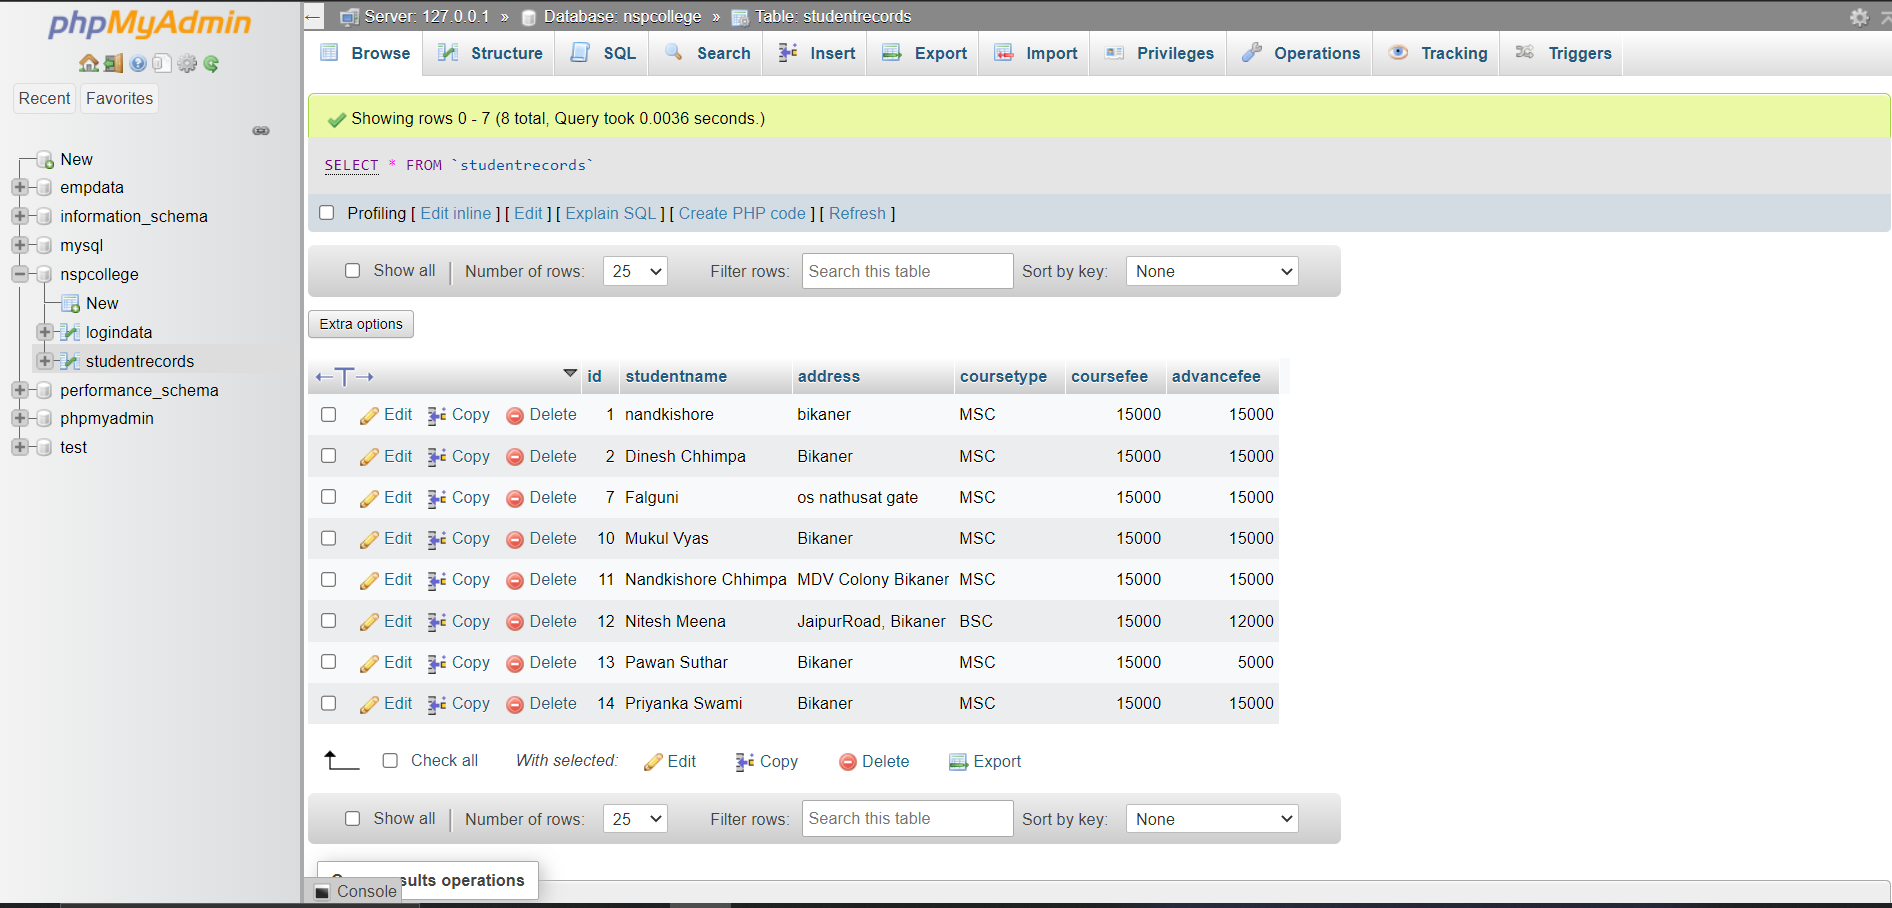 phpMyAdmin
Recent Favorites
New
empdata
information_schema
mysql
nspcollege
New
logindata
studentrecords
performance_schema
phpmyadmin
test
Server: 127.0.0.1 » Database: nspcollege » Table: studentrecords
Browse Structure SQL Search Insert Export Import Privileges Operations Tracking Triggers
Showing rows 0 - 7 (8 total, Query took 0.0036 seconds.)
SELECT * FROM `studentrecords`
Profiling [ Edit inline ] [ Edit ] [ Explain SQL ] [ Create PHP code ] [ Refresh ]
Show all Number of rows: 25 Filter rows: Search this table Sort by key: None
Extra options
id studentname address coursetype coursefee advancefee
Edit Copy Delete 1 nandkishore bikaner MSC 15000 15000
Edit Copy Delete 2 Dinesh Chhimpa Bikaner MSC 15000 15000
Edit Copy Delete 7 Falguni os nathusat gate MSC 15000 15000
Edit Copy Delete 10 Mukul Vyas Bikaner MSC 15000 15000
Edit Copy Delete 11 Nandkishore Chhimpa MDV Colony Bikaner MSC 15000 15000
Edit Copy Delete 12 Nitesh Meena JaipurRoad, Bikaner BSC 15000 12000
Edit Copy Delete 13 Pawan Suthar Bikaner MSC 15000 5000
Edit Copy Delete 14 Priyanka Swami Bikaner MSC 15000 15000
Check all With selected: Edit Copy Delete Export
Show all Number of rows: 25 Filter rows: Search this table Sort by key: None
operations
Console